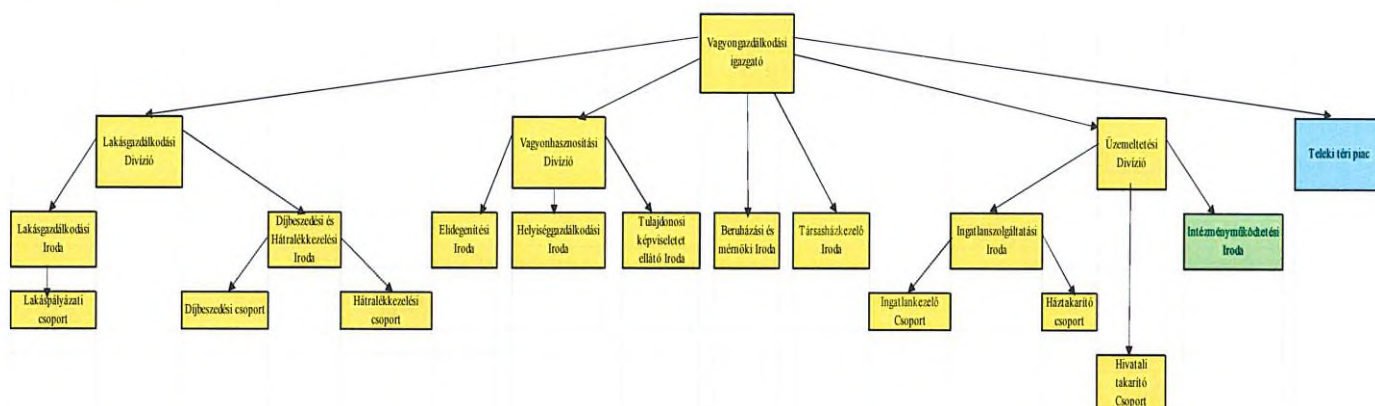 Vagyongazdálkodási
igazgató
Lakásgazdálkodási
Divízió
Vagyonhasznosítási
Divízió
Üzemeltetési
Divízió
Teleki téri piac
Lakásgazdálkodási
Iroda
Díjbeszedési és
Hátralékkezelési
Iroda
Elidegenítési
Iroda
Helyiséggazdálkodási
Iroda
Tulajdonosi
képviseletet
ellátó Iroda
Beruházási és
mérnöki Iroda
Társasházkezelő
Iroda
Ingatlanszolgáltatási
Iroda
Intézményműködtetési
Iroda
Lakáspályázati
csoport
Díjbeszedési csoport
Hátralékkezelési
csoport
Ingatlankezelő
Csoport
Háztakarító
csoport
Hivatali
takarító
Csoport